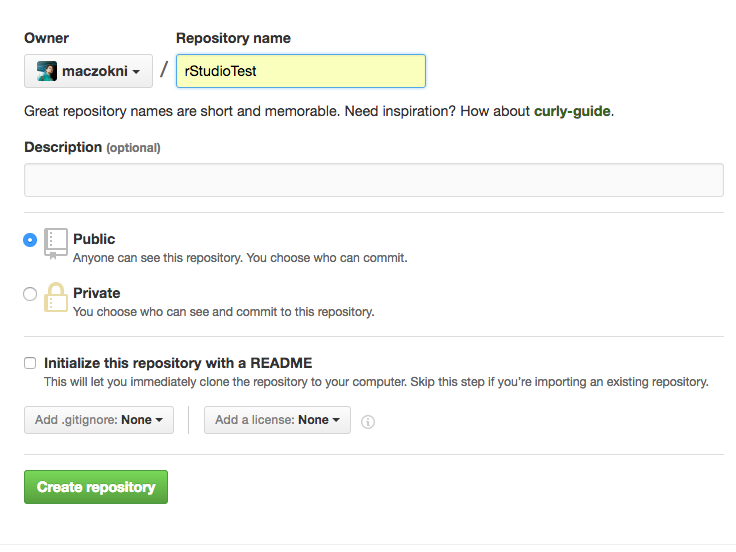 Owner Repository name
maczokni / rStudioTest
Great repository names are short and memorable. Need inspiration? How about curly-guide.
Description (optional)
Public
Anyone can see this repository. You choose who can commit.
Private
You choose who can see and commit to this repository.
Initialize this repository with a README
This will let you immediately clone the repository to your computer. Skip this step if you're importing an existing repository.
Add .gitignore: None Add a license: None
Create repository